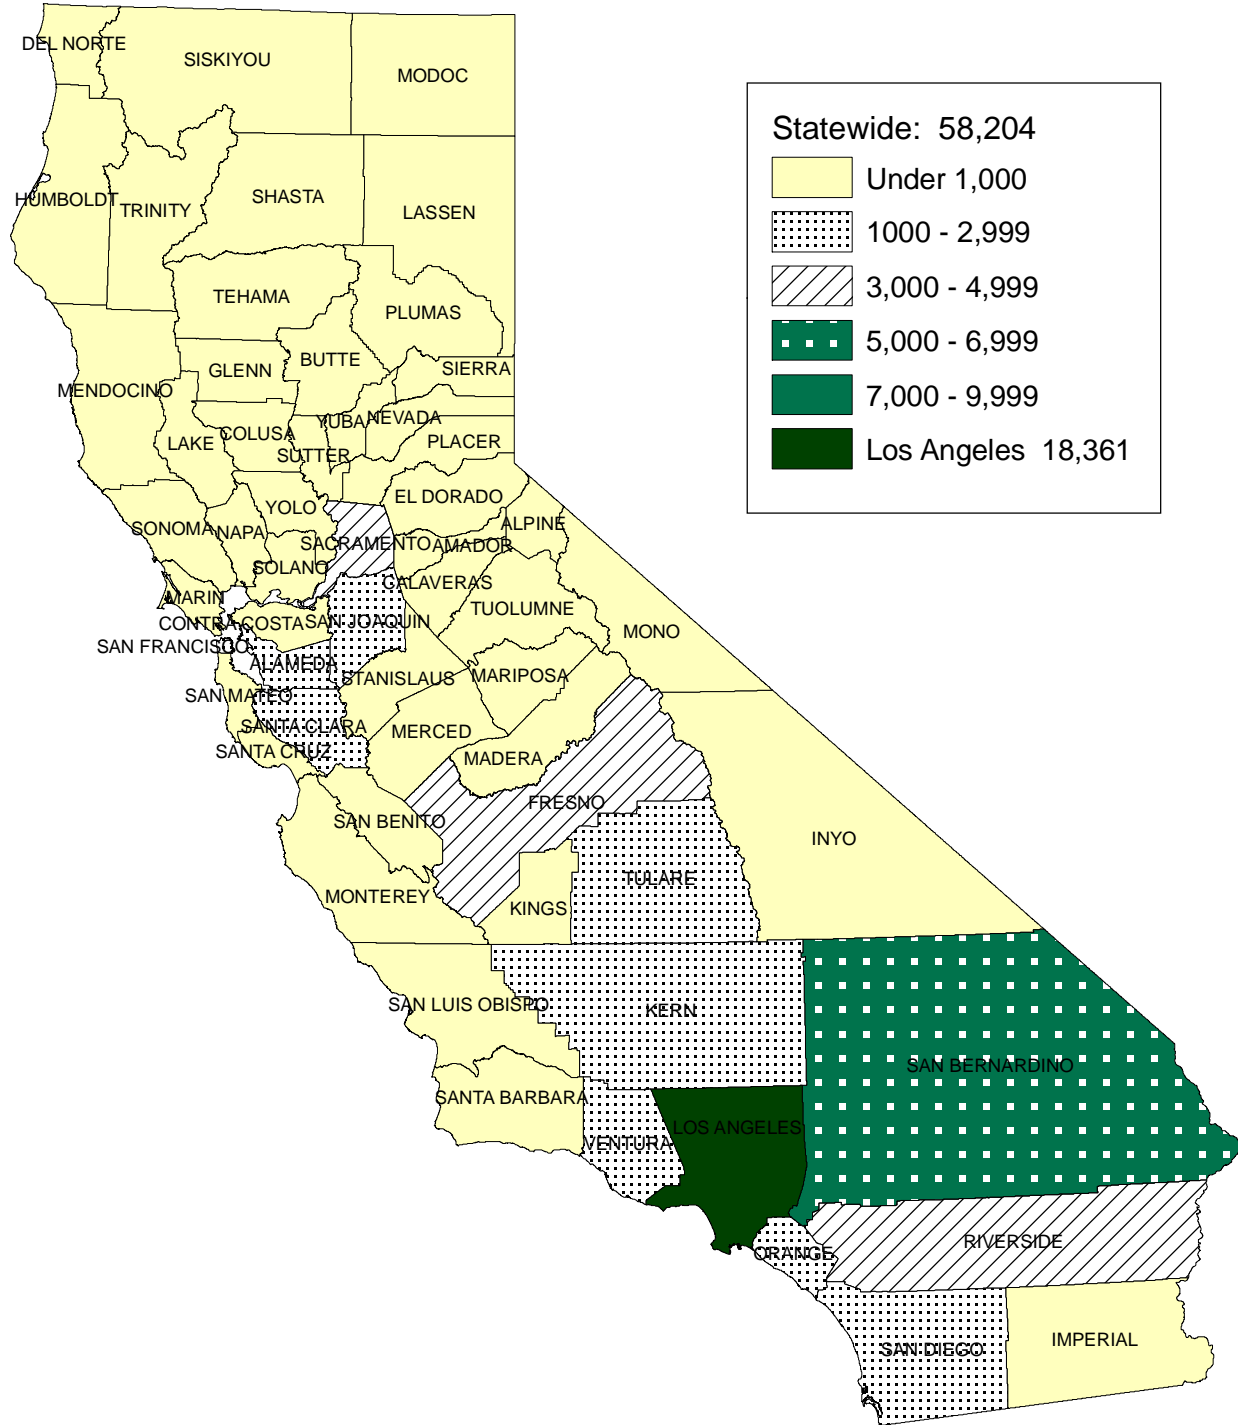 DEL NORTE
SISKIYOU
MODOC
Statewide: 58,204
Under 1,000
1000 - 2,999
3,000 - 4,999
5,000 - 6,999
7,000 - 9,999
Los Angeles 18,361
HUMBOLDT
TRINITY
SHASTA
LASSEN
TEHAMA
PLUMAS
MENDOCINO
GLENN
BUTTE
SIERRA
LAKE
COLUSA
YUBA
NEVADA
SUTTER
PLACER
SONOMA
NAPA
YOLO
EL DORADO
ALPINE
SACRAMENTO
AMADOR
SOLANO
MARIN
CALAVERAS
TUOLUMNE
CONTRA COSTA
SAN JOAQUIN
MONO
SAN FRANCISCO
ALAMEDA
STANISLAUS
MARIPOSA
SAN MATEO
SANTA CLARA
MERCED
SANTA CRUZ
MADERA
FRESNO
SAN BENITO
INYO
MONTEREY
KINGS
TULARE
SAN LUIS OBISPO
KERN
SAN BERNARDINO
SANTA BARBARA
VENTURA
LOS ANGELES
ORANGE
RIVERSIDE
SAN DIEGO
IMPERIAL